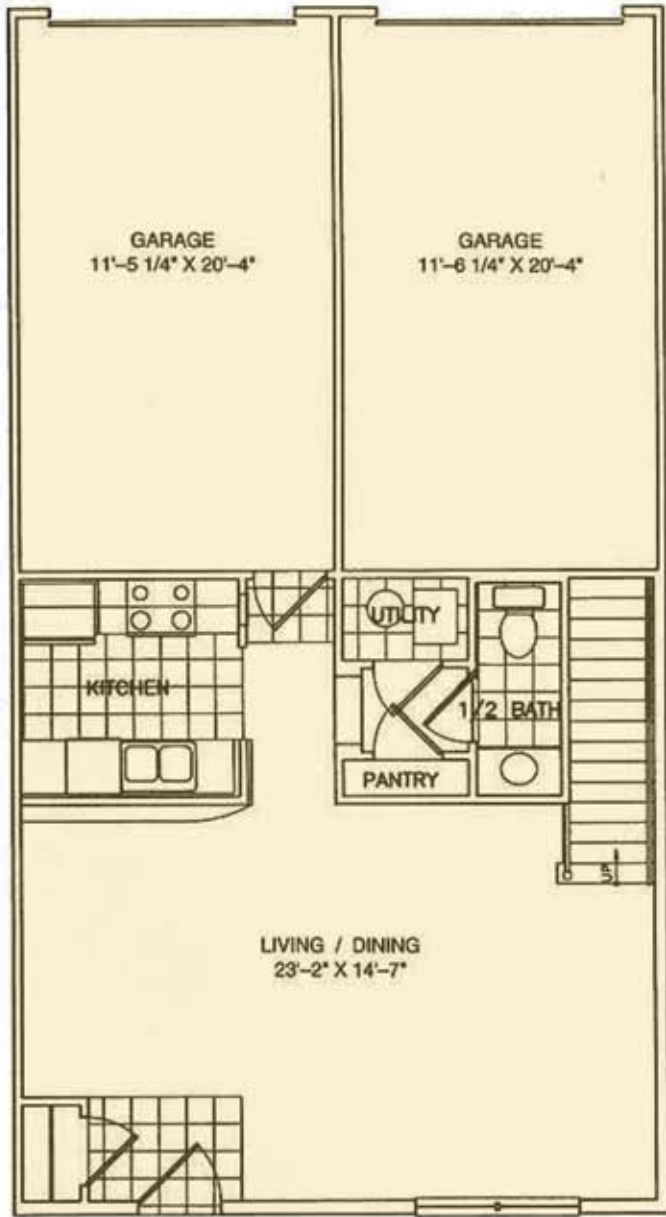 GARAGE
11'–5 1/4" X 20'–4"
GARAGE
11'–6 1/4" X 20'–4"
UTILITY
KITCHEN
1/2 BATH
PANTRY
UP
LIVING / DINING
23'–2" X 14'–7"